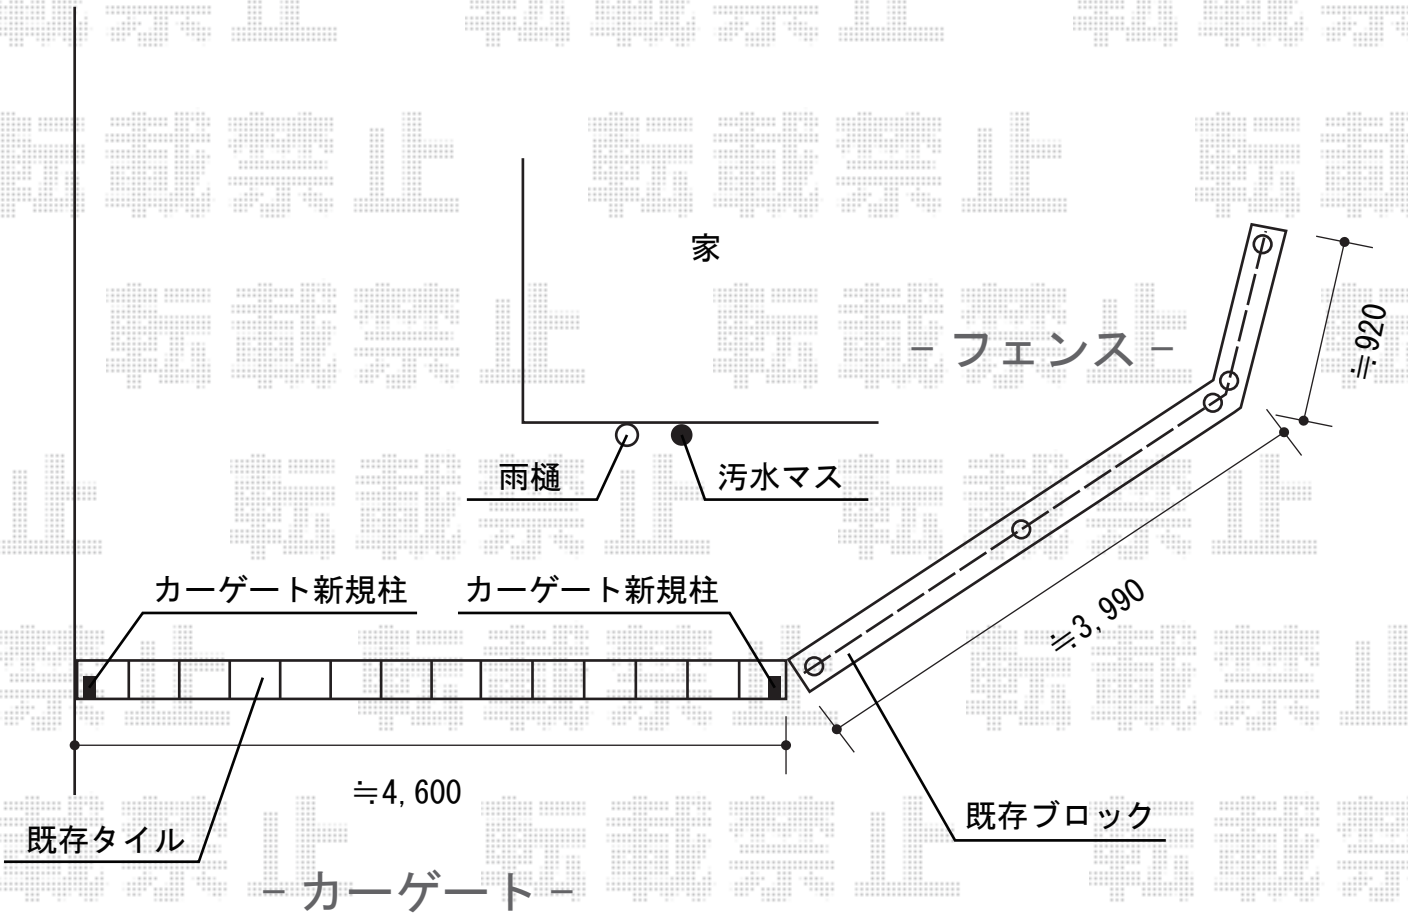 転載禁止
家
－フェンス－
≒920
雨樋
汚水マス
カーゲート新規柱
カーゲート新規柱
≒3,990
≒4,600
既存ブロック
既存タイル
－カーゲート－